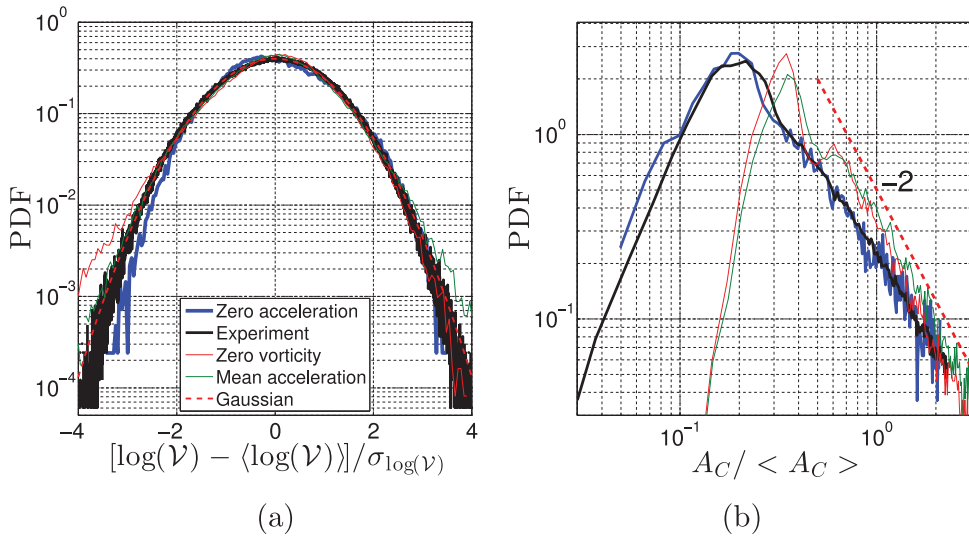 PDF
10^0
10^-1
10^-2
10^-3
10^-4
−4
−2
0
2
4
[log(𝒱) − ⟨log(𝒱)⟩]/σ_log(𝒱)
Zero acceleration
Experiment
Zero vorticity
Mean acceleration
Gaussian
(a)
PDF
10^0
10^-1
10^-1
10^0
−2
A_C / < A_C >
(b)